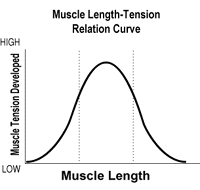 Muscle Length-Tension
Relation Curve
HIGH
Muscle Tension Developed
LOW
Muscle Length